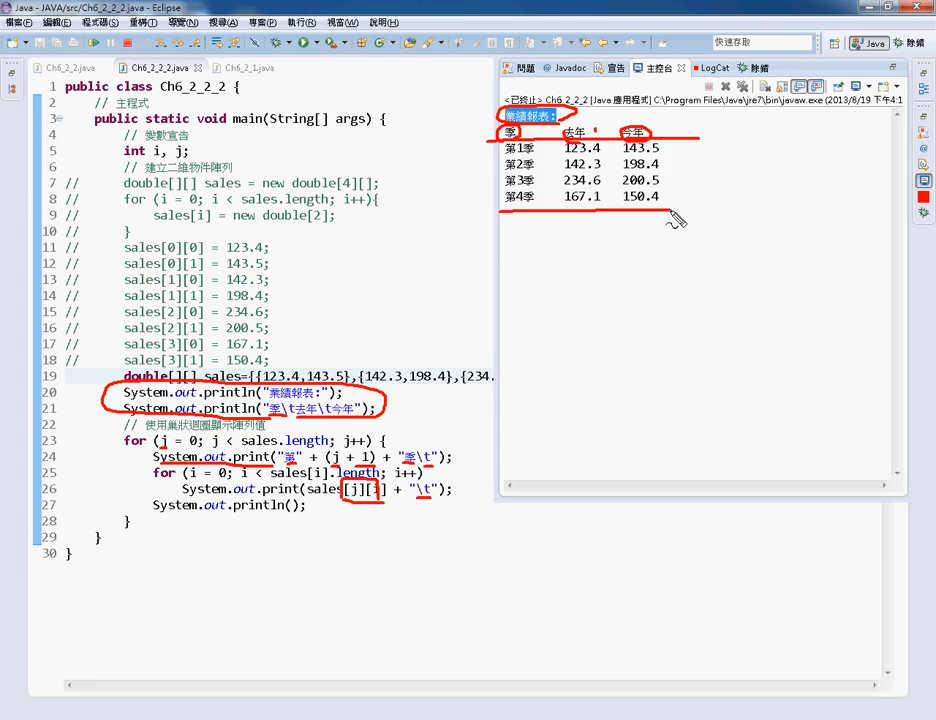 Java - JAVA/src/Ch6_2_2_2.java - Eclipse
檔案(F) 編輯(E) 程式碼(S) 重構(T) 導覽(N) 搜尋(A) 專案(P) 執行(R) 視窗(W) 說明(H)
快速存取
Java
除錯
Ch6_2_2.java
Ch6_2_2_2.java
Ch6_2_1.java
1 public class Ch6_2_2_2 {
2 // 主程式
3 public static void main(String[] args) {
4 // 變數宣告
5 int i, j;
6 // 建立二維物件陣列
7 // double[][] sales = new double[4][];
8 // for (i = 0; i < sales.length; i++){
9 // sales[i] = new double[2];
10 // }
11 // sales[0][0] = 123.4;
12 // sales[0][1] = 143.5;
13 // sales[1][0] = 142.3;
14 // sales[1][1] = 198.4;
15 // sales[2][0] = 234.6;
16 // sales[2][1] = 200.5;
17 // sales[3][0] = 167.1;
18 // sales[3][1] = 150.4;
19 double[][] sales={{123.4,143.5},{142.3,198.4},{234.
20 System.out.println("業績報表:");
21 System.out.println("季\t去年\t今年");
22 // 使用巢狀迴圈顯示陣列值
23 for (j = 0; j < sales.length; j++) {
24 System.out.print("第" + (j + 1) + "季\t");
25 for (i = 0; i < sales[i].length; i++)
26 System.out.print(sales[j][i] + "\t");
27 System.out.println();
28 }
29 }
30 }
問題 @ Javadoc 宣告 主控台 LogCat 除錯
<已終止> Ch6_2_2_2 [Java 應用程式] C:\Program Files\Java\jre7\bin\javaw.exe (2013/8/19 下午4:1
業績報表:
季 去年 今年
第1季 123.4 143.5
第2季 142.3 198.4
第3季 234.6 200.5
第4季 167.1 150.4